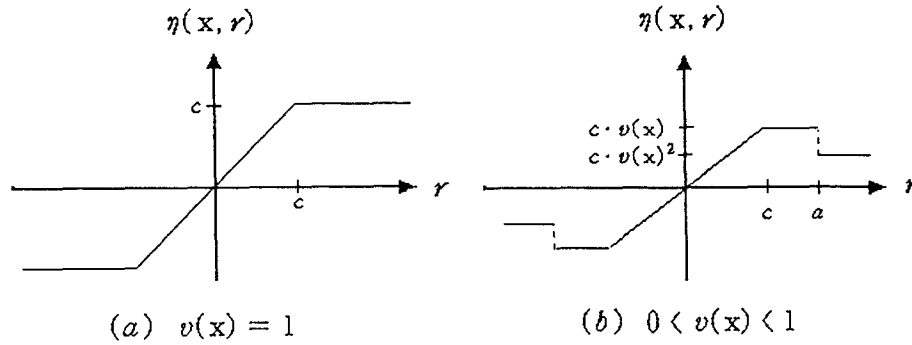 η(x, r)
c
c
r
(a) v(x) = 1
η(x, r)
c · v(x)
c · v(x)²
c
a
r
(b) 0 < v(x) < 1